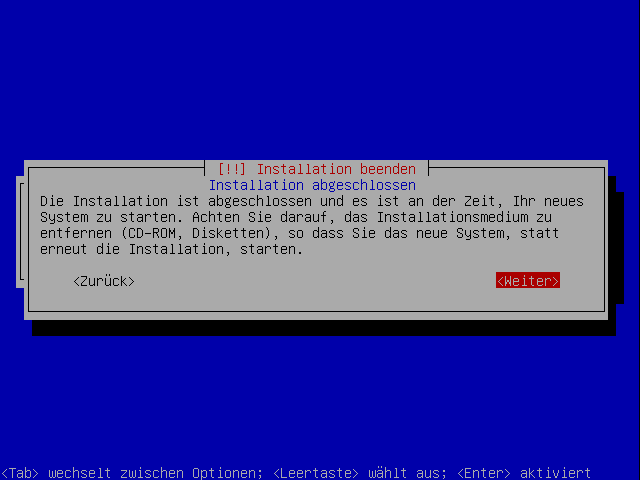 [!!] Installation beenden
Installation abgeschlossen
Die Installation ist abgeschlossen und es ist an der Zeit, Ihr neues
System zu starten. Achten Sie darauf, das Installationsmedium zu
entfernen (CD-ROM, Disketten), so dass Sie das neue System, statt
erneut die Installation, starten.
<Zurück> <Weiter>
<Tab> wechselt zwischen Optionen; <Leertaste> wählt aus; <Enter> aktiviert